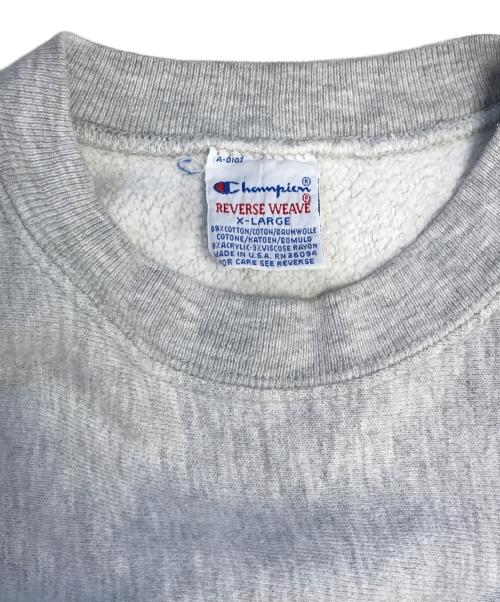 A-0101
Champion®
REVERSE WEAVE®
X-LARGE
89% COTTON/COTON/BAUMWOLLE
COTONE/KATOEN/BOMULD
8% ACRYLIC-3% VISCOSE RAYON
MADE IN U.S.A. RN 26094
FOR CARE SEE REVERSE